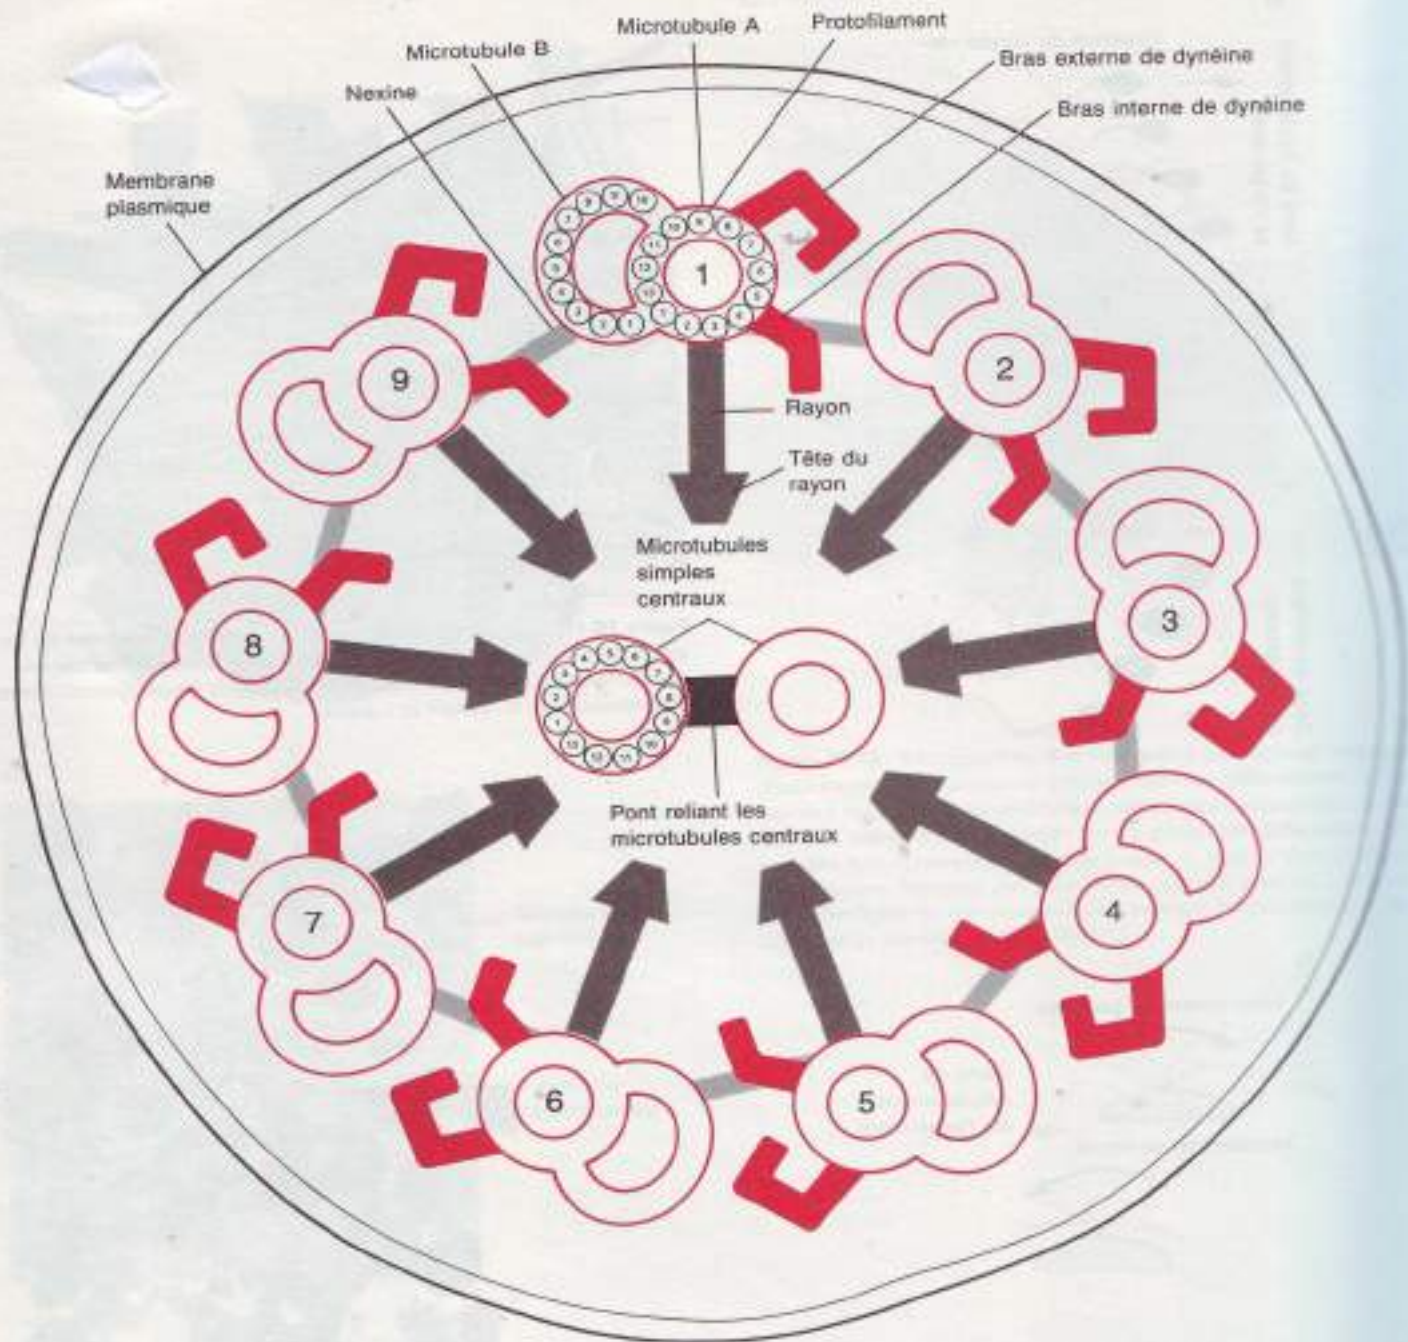 Microtubule A
Protofilament
Microtubule B
Bras externe de dynéine
Nexine
Bras interne de dynéine
Membrane
plasmique
1
2
9
Rayon
Tête du
rayon
Microtubules
simples
centraux
3
8
Pont reliant les
microtubules centraux
4
7
6
5